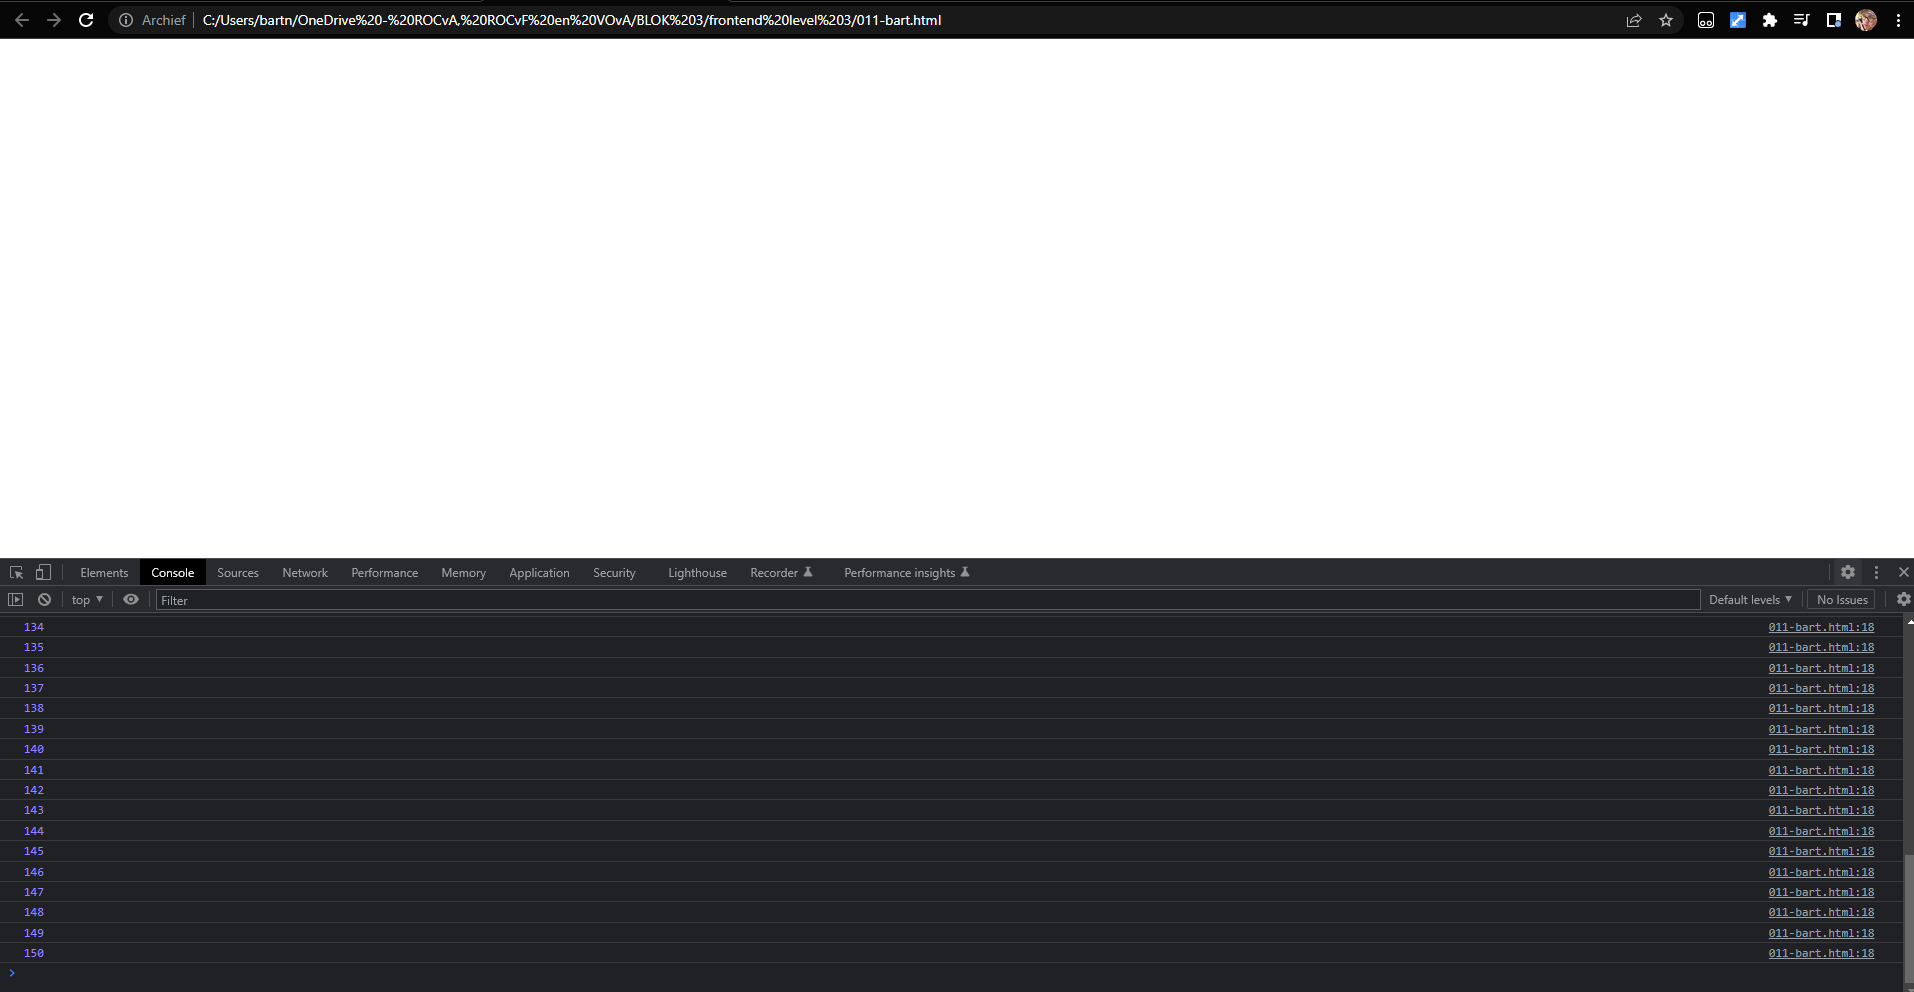 Archief C:/Users/bartn/OneDrive%20-%20ROCvA,%20ROCvF%20en%20VOvA/BLOK%203/frontend%20level%203/011-bart.html
Elements Console Sources Network Performance Memory Application Security Lighthouse Recorder Performance insights
top Filter Default levels No Issues
134 011-bart.html:18
135 011-bart.html:18
136 011-bart.html:18
137 011-bart.html:18
138 011-bart.html:18
139 011-bart.html:18
140 011-bart.html:18
141 011-bart.html:18
142 011-bart.html:18
143 011-bart.html:18
144 011-bart.html:18
145 011-bart.html:18
146 011-bart.html:18
147 011-bart.html:18
148 011-bart.html:18
149 011-bart.html:18
150 011-bart.html:18